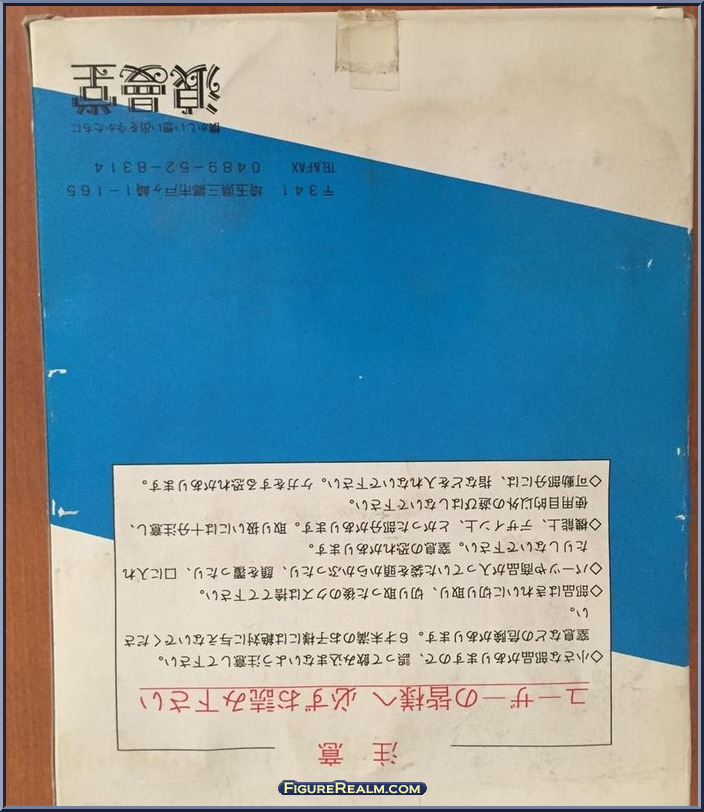 注意
ユーザーの皆様へ 必ずお読み下さい
◇小さな部品がありますので、誤って飲み込まないよう注意して下さい。
窒息などの危険があります。6才未満のお子様には絶対に与えないでくださ
い。
◇部品はきれいに切り取り、切り取った後のクズは捨てて下さい。
◇パーツや商品が入っていた袋を頭からかぶったり、顔を覆ったり、口に入れ
たりしないで下さい。窒息の恐れがあります。
◇機能上、デザイン上、とがった部分があります。取り扱いには十分注意し、
使用目的以外の遊びはしないで下さい。
◇可動部分には、指などを入れないで下さい。ケガをする恐れがあります。
〒341 埼玉県三郷市戸ヶ崎1-165
TEL&FAX 0489-52-8314
懐かしい想い出を今かたちに
浪曼堂
FigureRealm.com